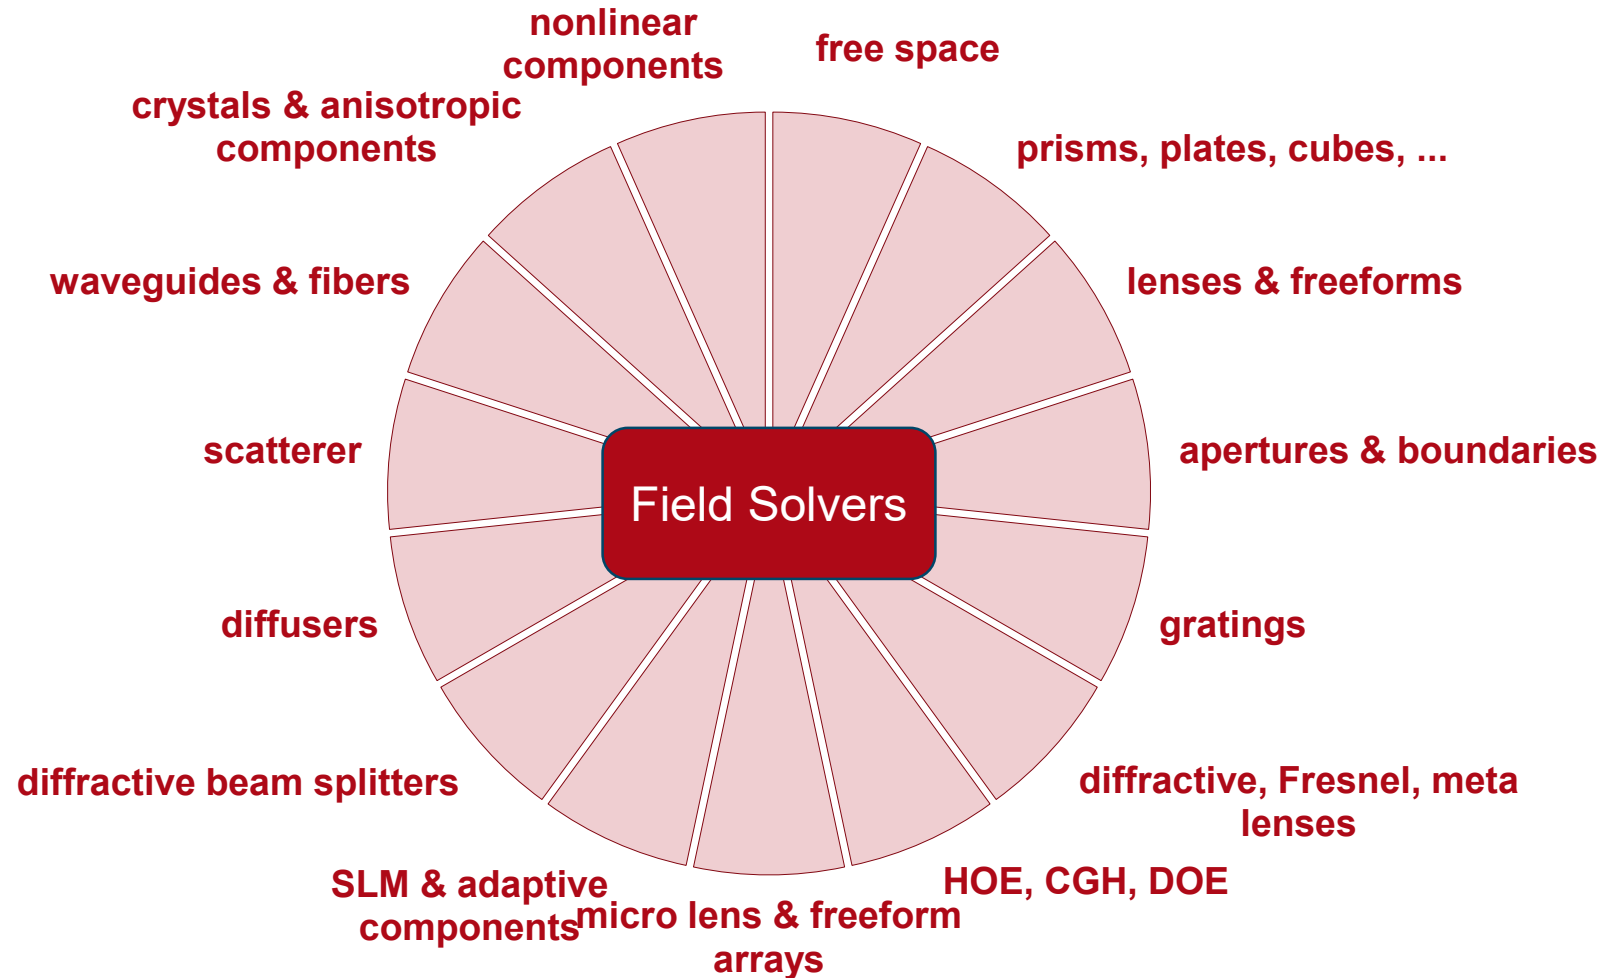 nonlinear
components
free space
crystals & anisotropic
components
prisms, plates, cubes, ...
waveguides & fibers
lenses & freeforms
scatterer
apertures & boundaries
Field Solvers
diffusers
gratings
diffractive beam splitters
diffractive, Fresnel, meta
lenses
SLM & adaptive
components
HOE, CGH, DOE
micro lens & freeform
arrays